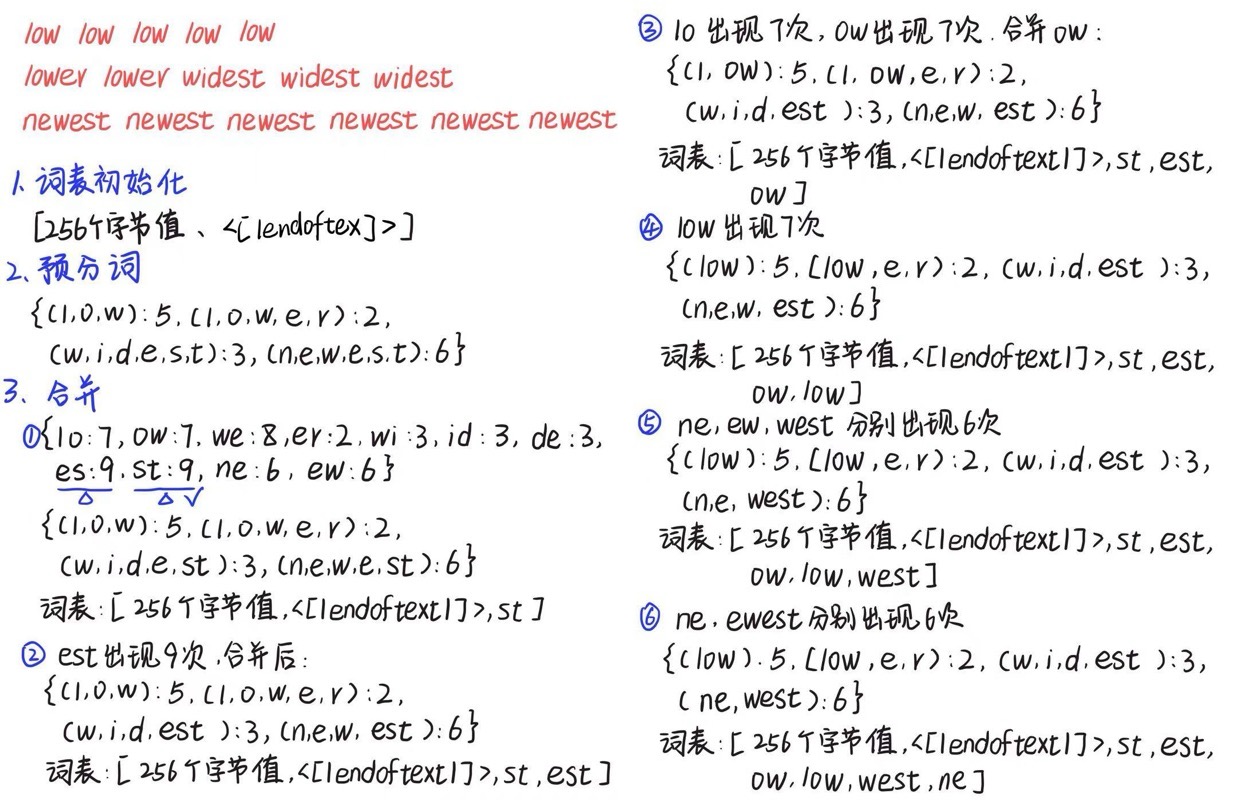 low low low low low
lower lower widest widest widest
newest newest newest newest newest newest
1. 词表初始化
[256个字节值、<[lendoftex]>]
2、预分词
{(l,o,w):5,(l,o,w,e,r):2,
(w,i,d,e,s,t):3,(n,e,w,e,s,t):6}
3、合并
①{lo:7,ow:7,we:8,er:2,wi:3,id:3,de:3,
es:9,st:9,ne:6,ew:6}
{(l,o,w):5,(l,o,w,e,r):2,
(w,i,d,e,st):3,(n,e,w,e,st):6}
词表:[256个字节值,<[lendoftextl]>,st]
② est出现9次,合并后:
{(l,o,w):5,(l,o,w,e,r):2,
(w,i,d,est):3,(n,e,w,est):6}
词表:[256个字节值,<[lendoftextl]>,st,est]
③ lo出现7次,ow出现7次.合并ow:
{(l,ow):5,(l,ow,e,r):2,
(w,i,d,est):3,(n,e,w,est):6}
词表:[256个字节值,<[lendoftextl]>,st,est,
ow]
④ low出现7次
{(low):5,[low,e,r):2,(w,i,d,est):3,
(n,e,w,est):6}
词表:[256个字节值,<[lendoftextl]>,st,est,
ow,low]
⑤ ne,ew,west 分别出现6次
{(low):5,[low,e,r):2,(w,i,d,est):3,
(n,e,west):6}
词表:[256个字节值,<[lendoftextl]>,st,est,
ow,low,west]
⑥ ne,ewest分别出现6次
{(low).5,[low,e,r):2,(w,i,d,est):3,
(ne,west):6}
词表:[256个字节值,<[lendoftextl]>,st,est,
ow,low,west,ne]